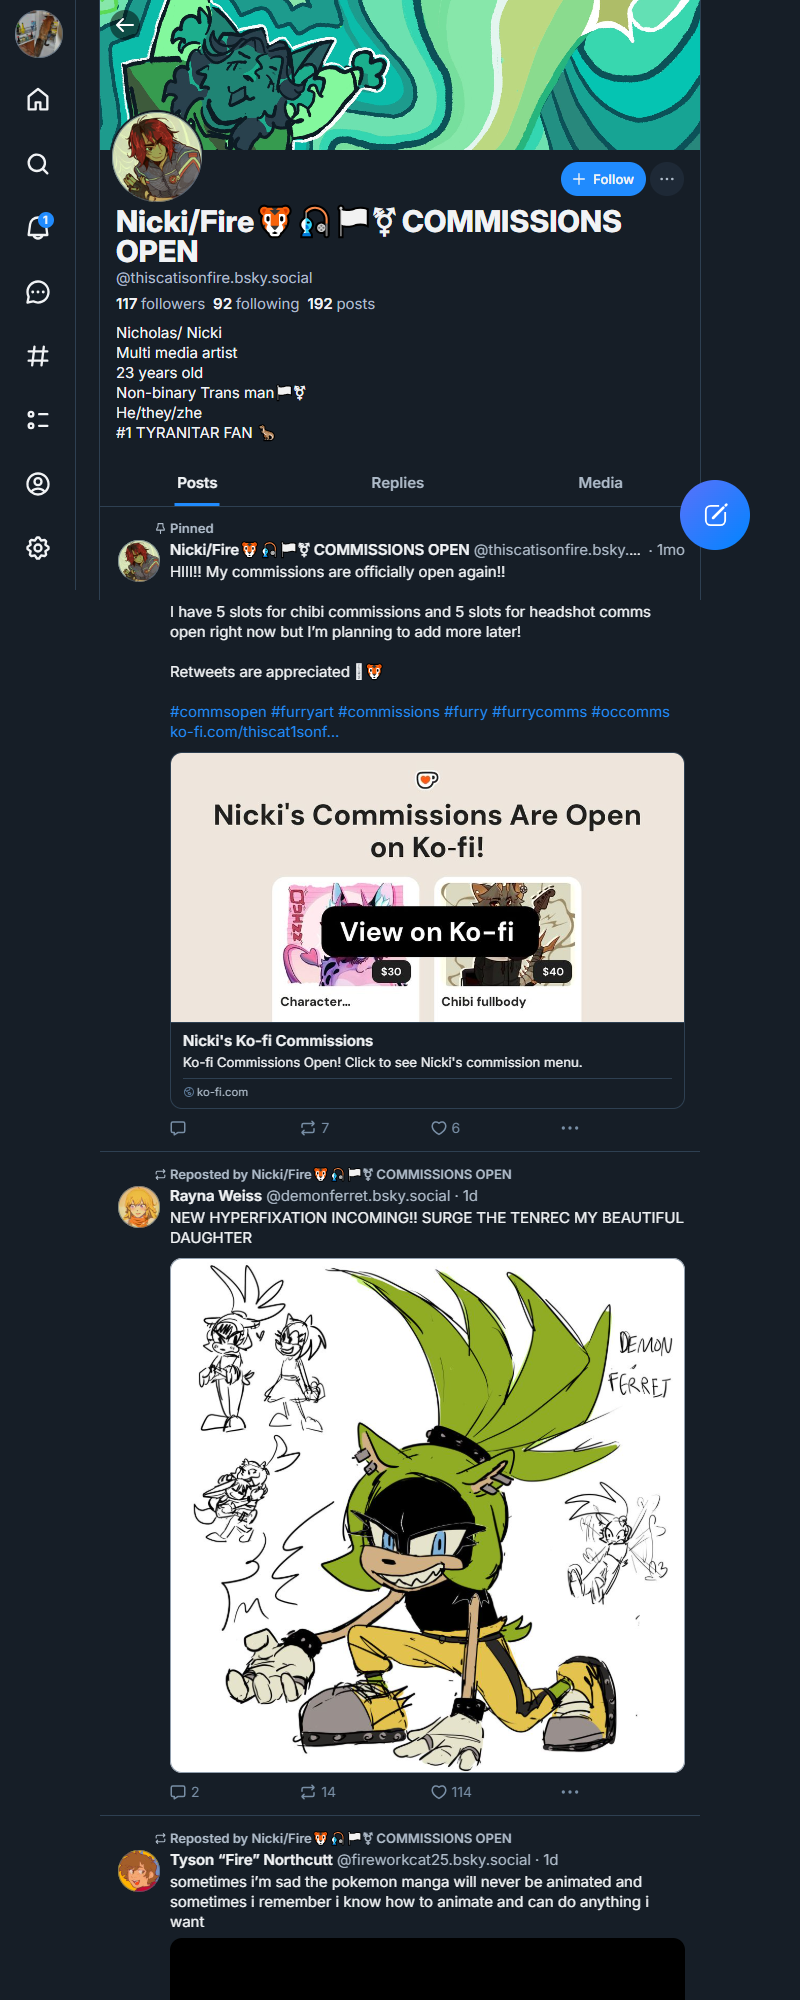 1
Follow
Nicki/Fire🐯🎧🏳️⚧ COMMISSIONS
OPEN
@thiscatisonfire.bsky.social
117 followers 92 following 192 posts
Nicholas/ Nicki
Multi media artist
23 years old
Non-binary Trans man🏳⚧
He/they/zhe
#1 TYRANITAR FAN 🦖
Posts
Replies
Media
Pinned
Nicki/Fire🐯🎧🏳⚧ COMMISSIONS OPEN @thiscatisonfire.bsky.... · 1mo
HIII!! My commissions are officially open again!!
I have 5 slots for chibi commissions and 5 slots for headshot comms
open right now but I’m planning to add more later!
Retweets are appreciated 🐯
#commsopen #furryart #commissions #furry #furrycomms #occomms
ko-fi.com/thiscat1sonf...
Nicki's Commissions Are Open
on Ko-fi!
QUINN
View on Ko-fi
$30
$40
Character...
Chibi fullbody
Nicki's Ko-fi Commissions
Ko-fi Commissions Open! Click to see Nicki's commission menu.
ko-fi.com
7
6
Reposted by Nicki/Fire🐯🎧🏳⚧ COMMISSIONS OPEN
Rayna Weiss @demonferret.bsky.social · 1d
NEW HYPERFIXATION INCOMING!! SURGE THE TENREC MY BEAUTIFUL
DAUGHTER
DEMON
FERRET
2
14
114
Reposted by Nicki/Fire🐯🎧🏳⚧ COMMISSIONS OPEN
Tyson “Fire” Northcutt @fireworkcat25.bsky.social · 1d
sometimes i’m sad the pokemon manga will never be animated and
sometimes i remember i know how to animate and can do anything i
want